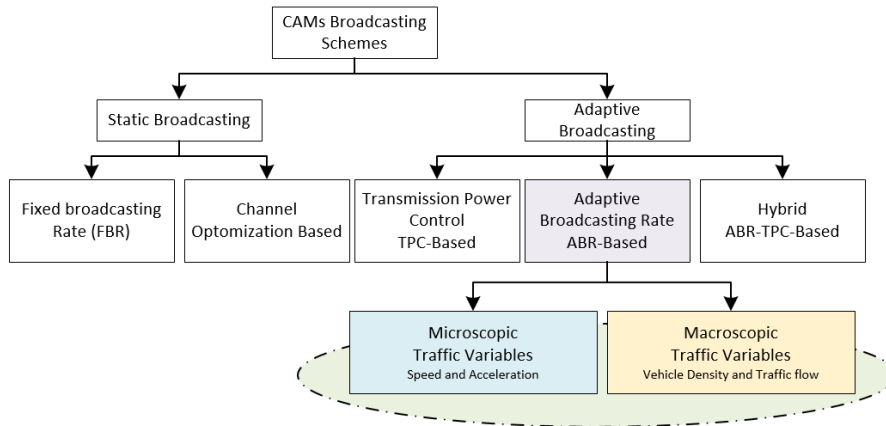 CAMs Broadcasting
Schemes
Static Broadcasting
Adaptive
Broadcasting
Fixed broadcasting
Rate (FBR)
Channel
Optomization Based
Transmission Power
Control
TPC-Based
Adaptive
Broadcasting Rate
ABR-Based
Hybrid
ABR-TPC-Based
Microscopic
Traffic Variables
Speed and Acceleration
Macroscopic
Traffic Variables
Vehicle Density and Traffic flow